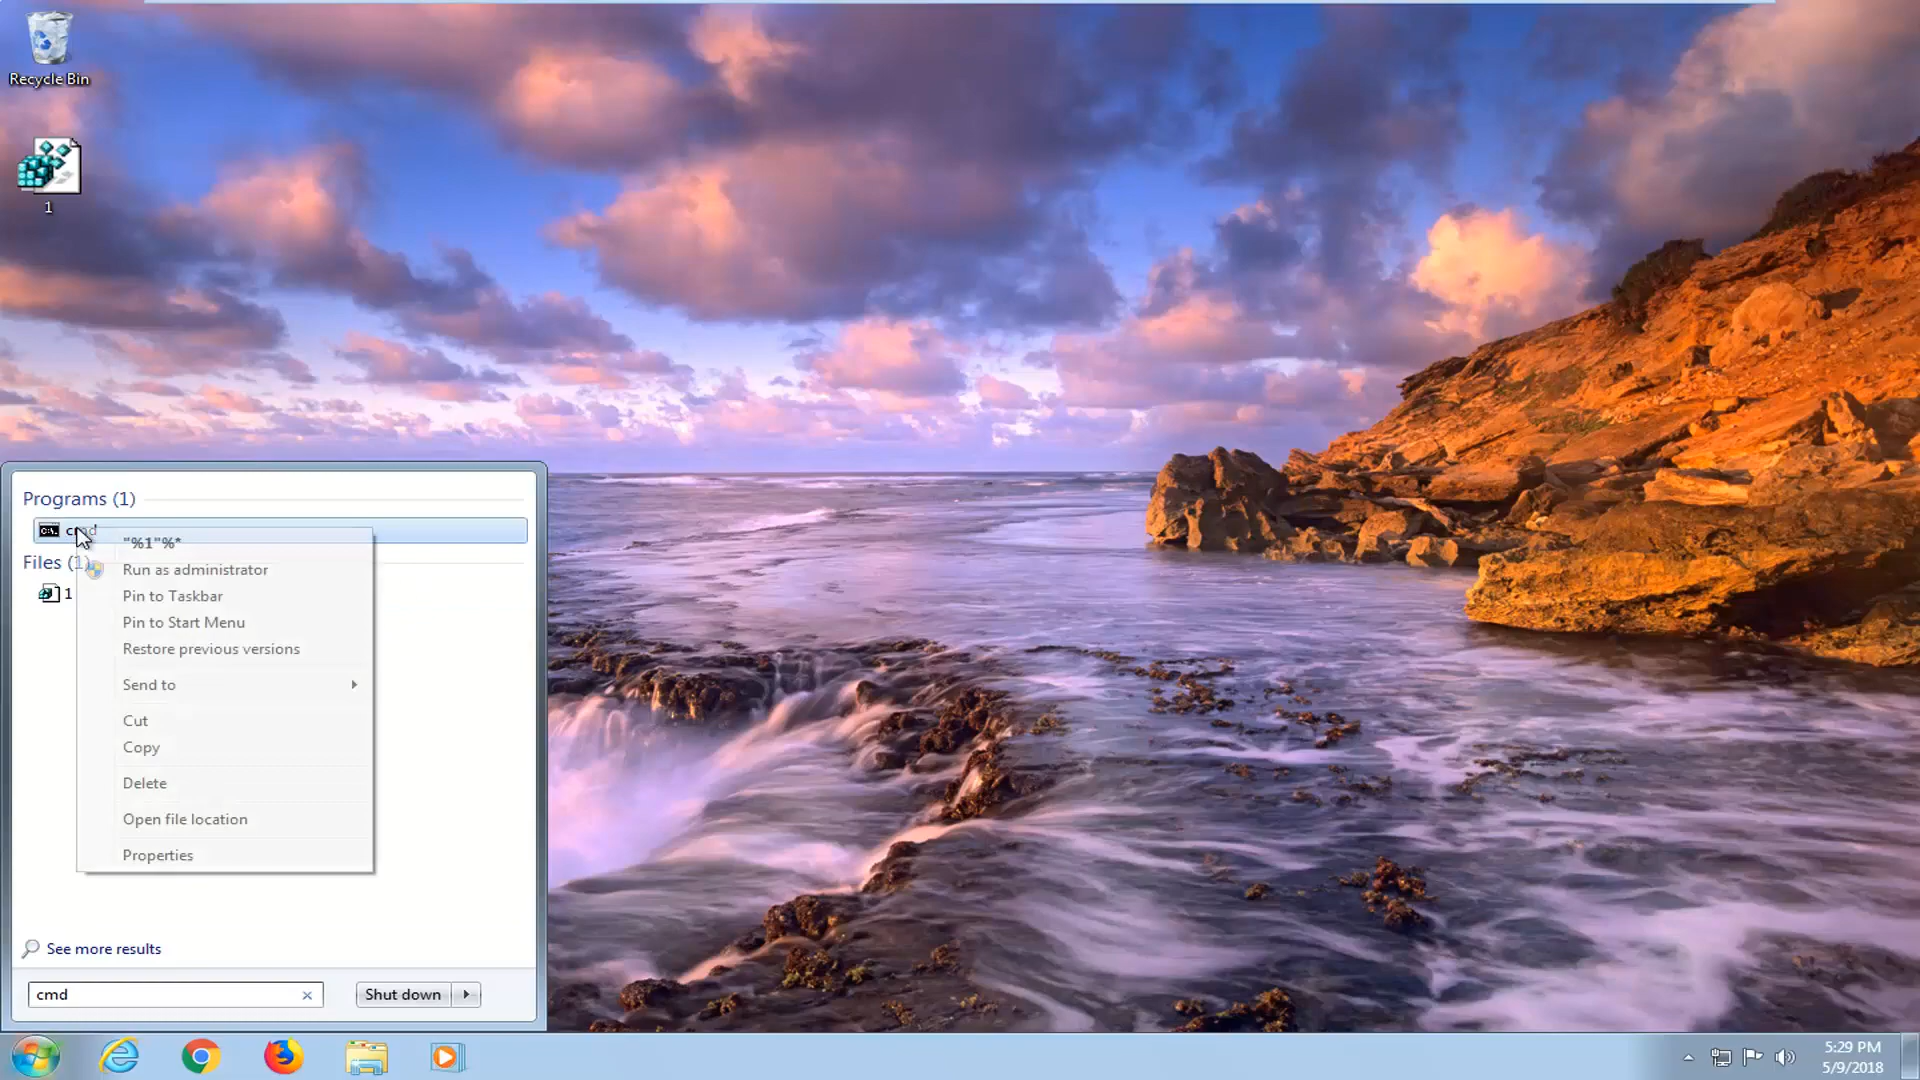 Recycle Bin
1
Programs (1)
cmd
Files (1)
1
"%1"%*
Run as administrator
Pin to Taskbar
Pin to Start Menu
Restore previous versions
Send to
Cut
Copy
Delete
Open file location
Properties
See more results
cmd
Shut down
5:29 PM
5/9/2018